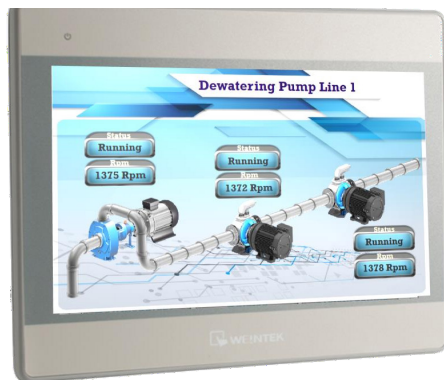 Dewatering Pump Line 1
Status
Running
Rpm
1375 Rpm
Status
Running
Rpm
1372 Rpm
Status
Running
Rpm
1378 Rpm
WEINTEK